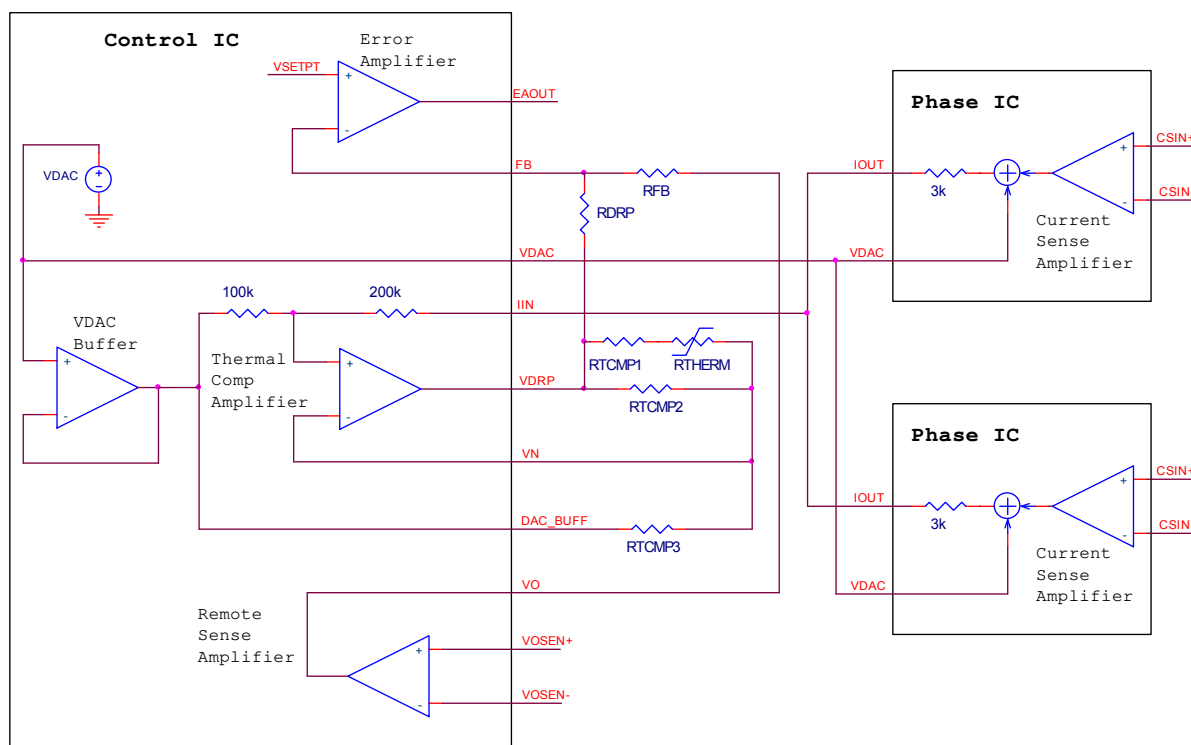 Control IC
Error
Amplifier
VSETPT
+
-
EAOUT
VDAC
+
-
FB
RFB
RDRP
VDAC
100k
200k
IIN
VDAC
Buffer
+
-
Thermal
Comp
Amplifier
+
-
VDRP
RTCMP1
RTHERM
RTCMP2
VN
DAC_BUFF
RTCMP3
VO
Remote
Sense
Amplifier
+
-
VOSEN+
VOSEN-
Phase IC
IOUT
3k
+
-
CSIN+
CSIN-
VDAC
Current
Sense
Amplifier
Phase IC
IOUT
3k
+
-
CSIN+
CSIN-
VDAC
Current
Sense
Amplifier